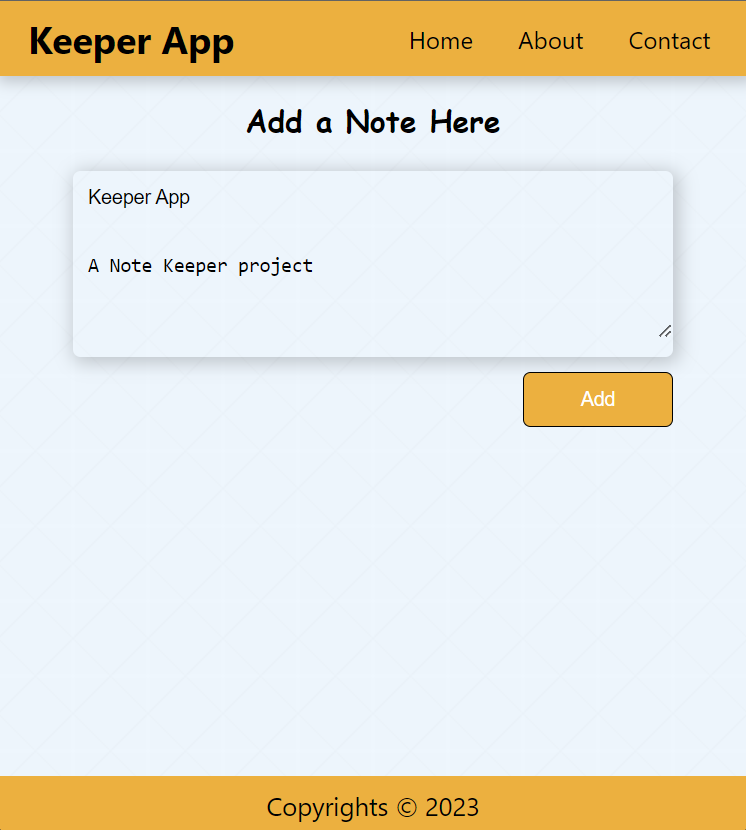 Keeper App
Home About Contact
Add a Note Here
Keeper App
A Note Keeper project
Add
Copyrights © 2023